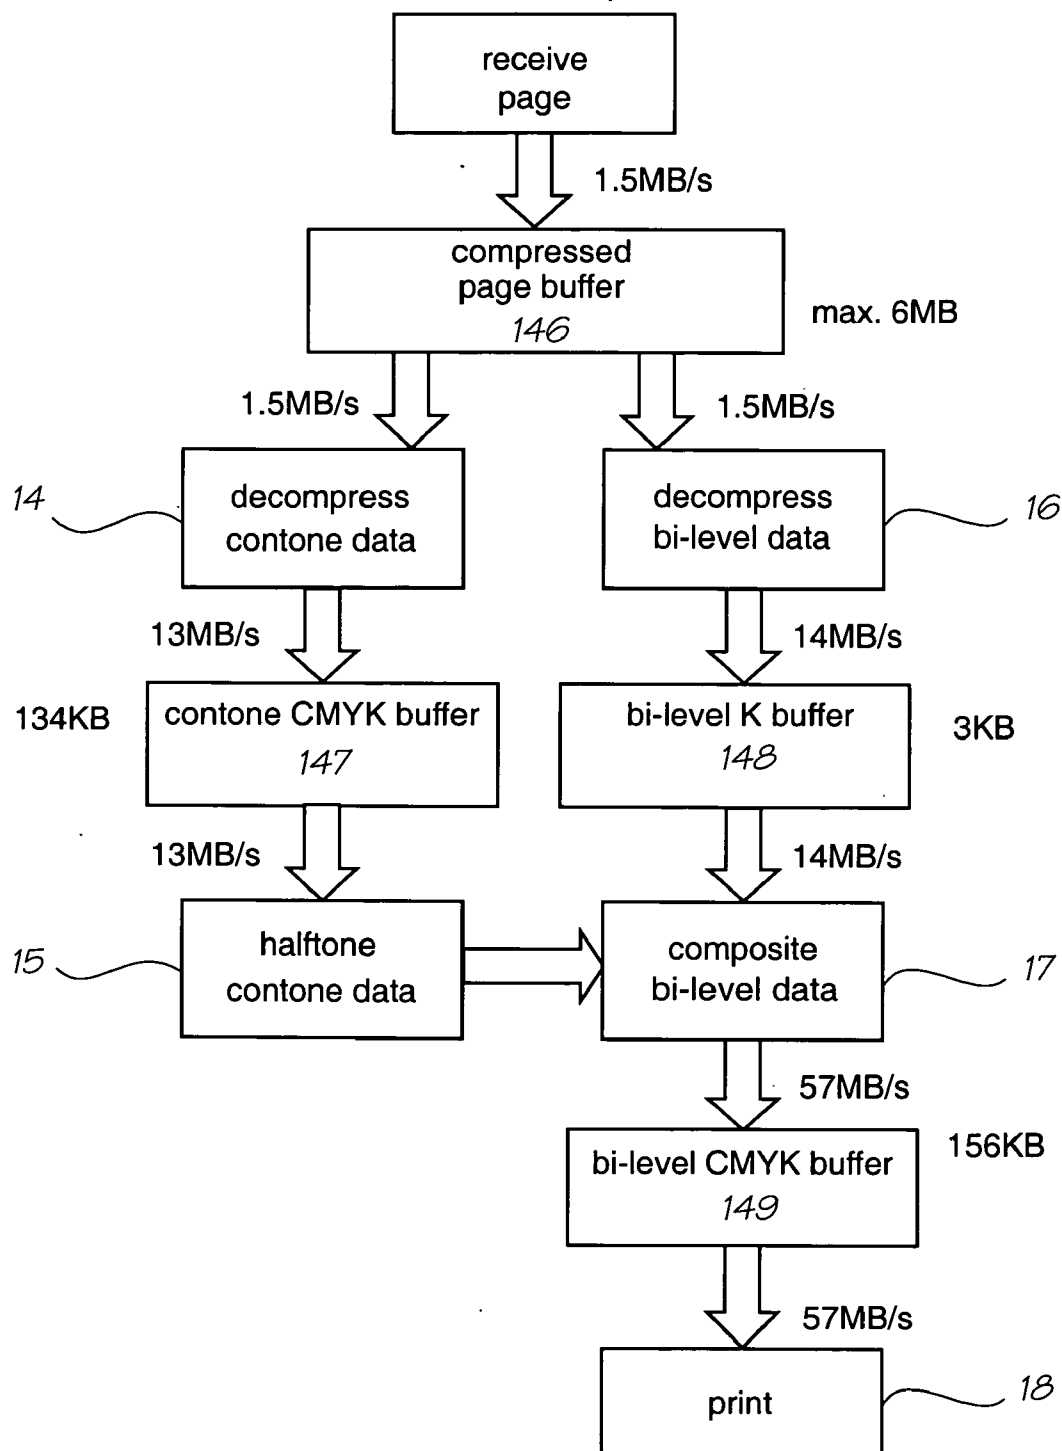 receive
page
1.5MB/s
compressed
page buffer
146
max. 6MB
1.5MB/s
1.5MB/s
14
decompress
contone data
decompress
bi-level data
16
13MB/s
14MB/s
134KB
contone CMYK buffer
147
bi-level K buffer
148
3KB
13MB/s
14MB/s
15
halftone
contone data
composite
bi-level data
17
57MB/s
bi-level CMYK buffer
149
156KB
57MB/s
print
18